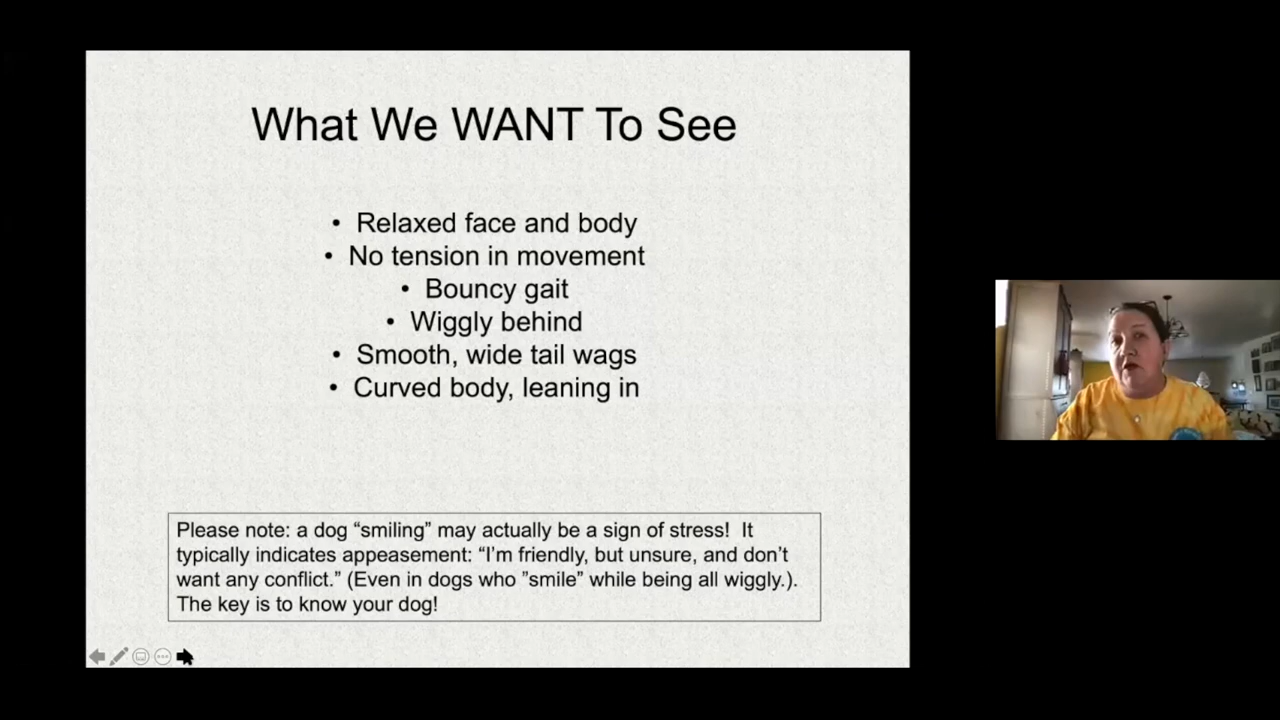 What We WANT To See
• Relaxed face and body
• No tension in movement
• Bouncy gait
• Wiggly behind
• Smooth, wide tail wags
• Curved body, leaning in
Please note: a dog “smiling” may actually be a sign of stress!  It
typically indicates appeasement: “I’m friendly, but unsure, and don’t
want any conflict.” (Even in dogs who ”smile” while being all wiggly.).
The key is to know your dog!